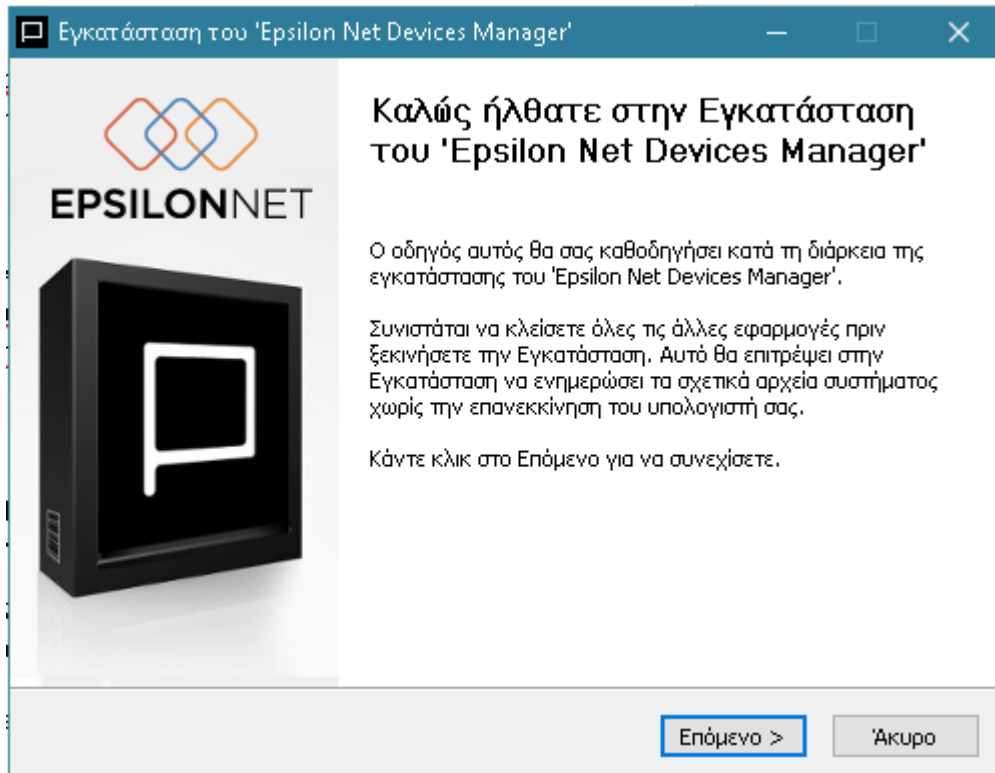 Εγκατάσταση του 'Epsilon Net Devices Manager'
EPSILONNET
Καλώς ήλθατε στην Εγκατάσταση
του 'Epsilon Net Devices Manager'
Ο οδηγός αυτός θα σας καθοδηγήσει κατά τη διάρκεια της
εγκατάστασης του 'Epsilon Net Devices Manager'.
Συνιστάται να κλείσετε όλες τις άλλες εφαρμογές πριν
ξεκινήσετε την Εγκατάσταση. Αυτό θα επιτρέψει στην
Εγκατάσταση να ενημερώσει τα σχετικά αρχεία συστήματος
χωρίς την επανεκκίνηση του υπολογιστή σας.
Κάντε κλικ στο Επόμενο για να συνεχίσετε.
Επόμενο >
Άκυρο